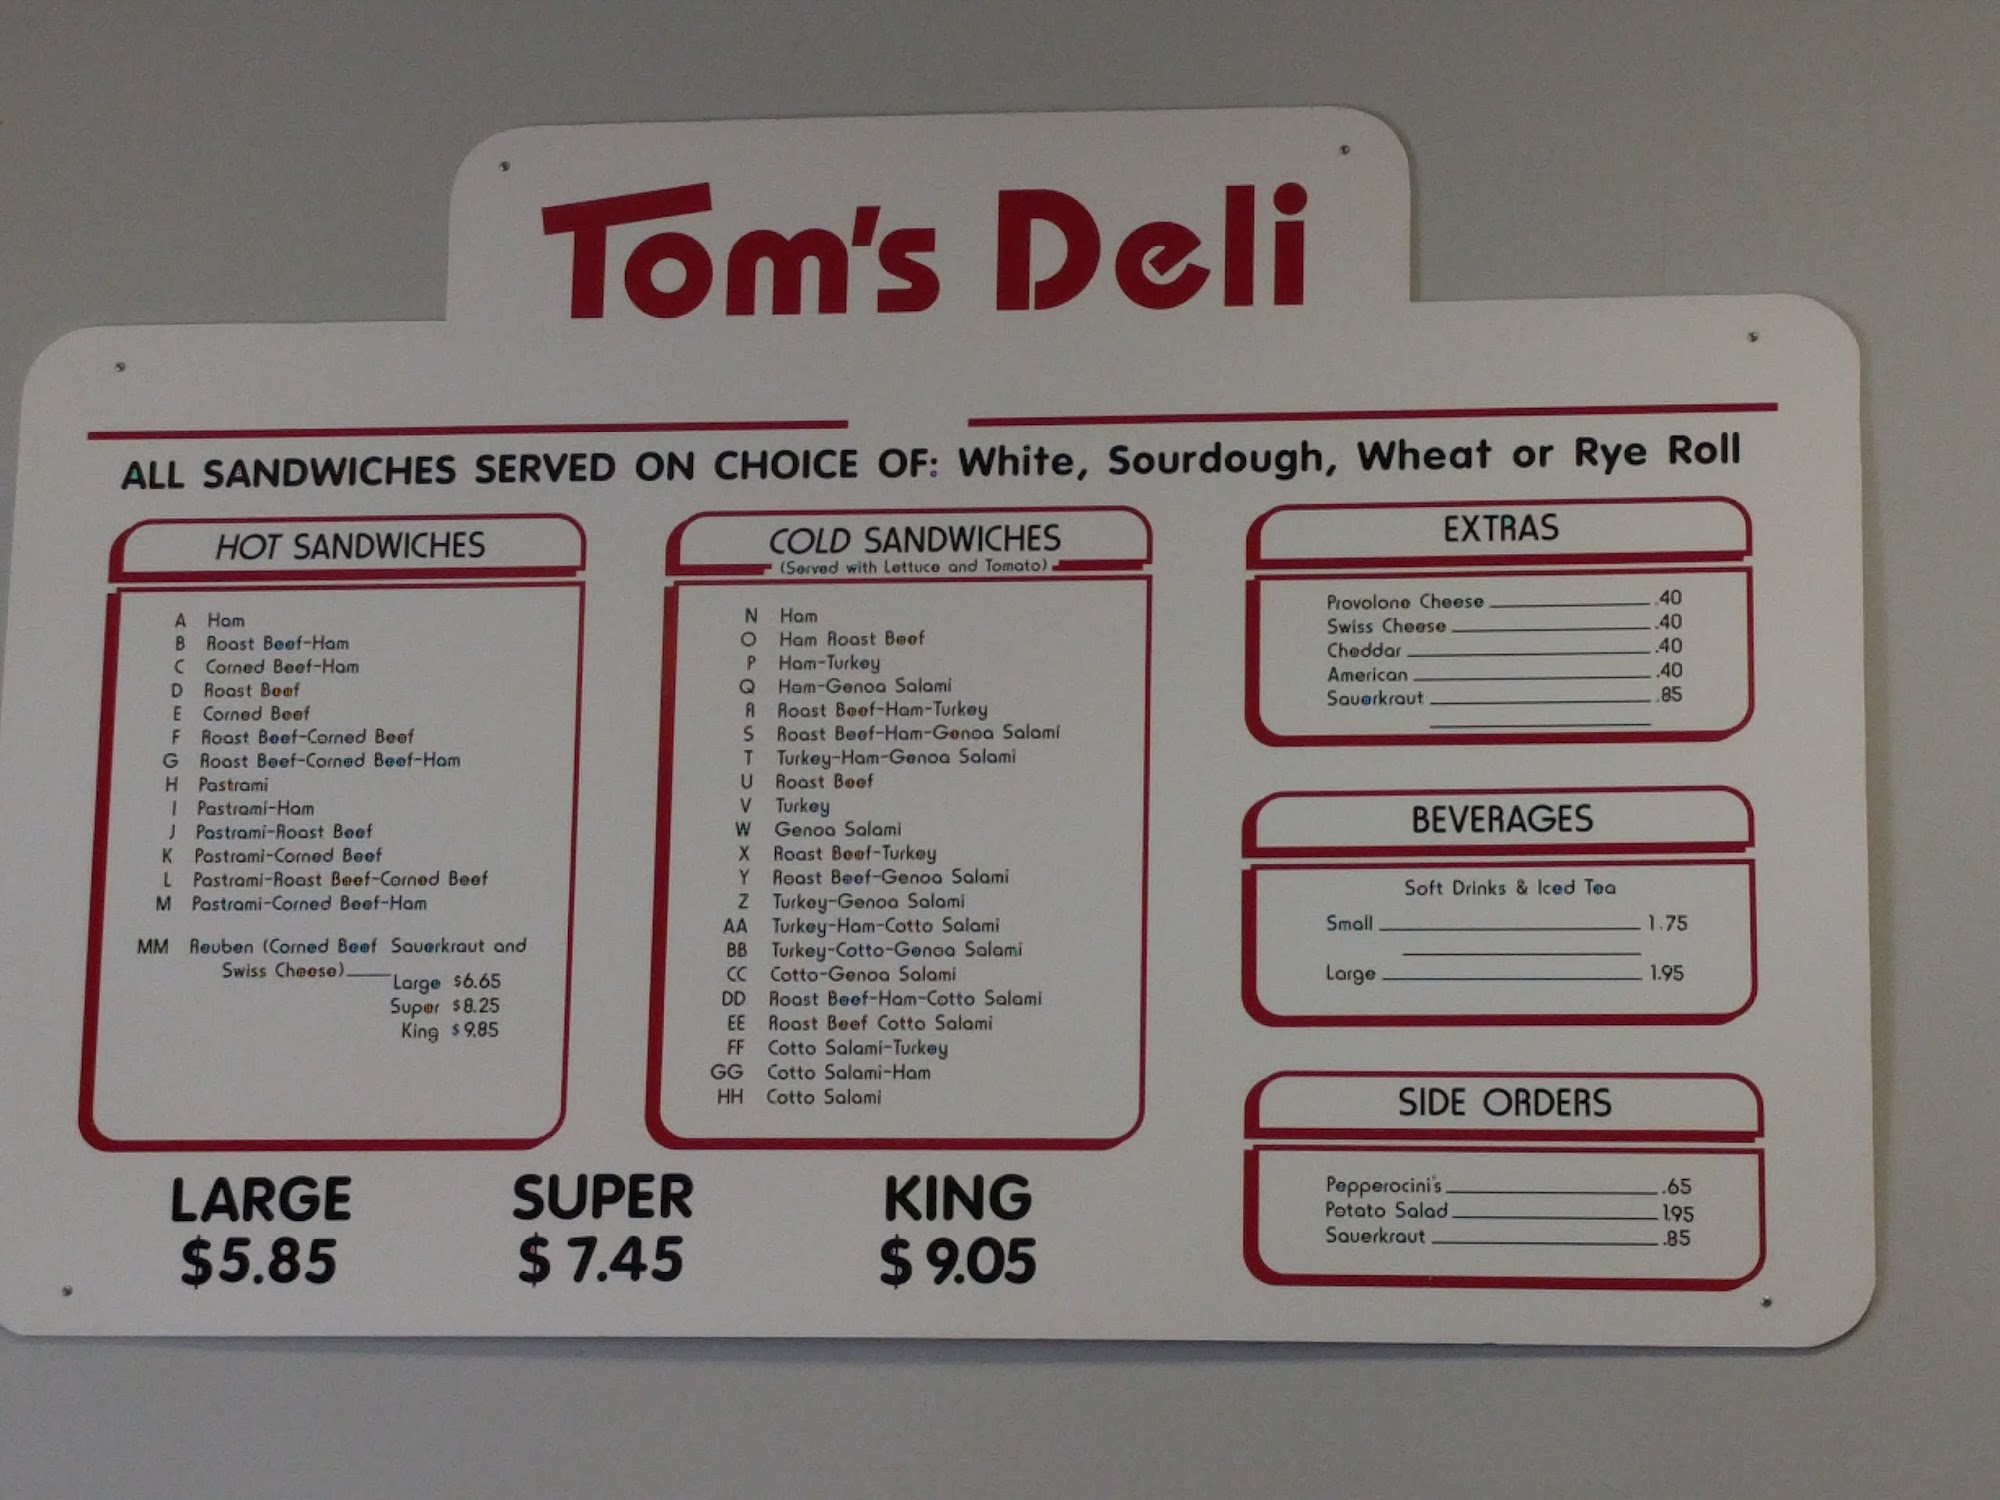 Tom's Deli
ALL SANDWICHES SERVED ON CHOICE OF: White, Sourdough, Wheat or Rye Roll
HOT SANDWICHES
A Ham
B Roast Beef-Ham
C Corned Beef-Ham
D Roast Beef
E Corned Beef
F Roast Beef-Corned Beef
G Roast Beef-Corned Beef-Ham
H Pastrami
I Pastrami-Ham
J Pastrami-Roast Beef
K Pastrami-Corned Beef
L Pastrami-Roast Beef-Corned Beef
M Pastrami-Corned Beef-Ham
MM Reuben (Corned Beef Sauerkraut and
Swiss Cheese)
Large $6.65
Super $8.25
King $9.85
COLD SANDWICHES
(Served with Lettuce and Tomato)
N Ham
O Ham Roast Beef
P Ham-Turkey
Q Ham-Genoa Salami
R Roast Beef-Ham-Turkey
S Roast Beef-Ham-Genoa Salami
T Turkey-Ham-Genoa Salami
U Roast Beef
V Turkey
W Genoa Salami
X Roast Beef-Turkey
Y Roast Beef-Genoa Salami
Z Turkey-Genoa Salami
AA Turkey-Ham-Cotto Salami
BB Turkey-Cotto-Genoa Salami
CC Cotto-Genoa Salami
DD Roast Beef-Ham-Cotto Salami
EE Roast Beef Cotto Salami
FF Cotto Salami-Turkey
GG Cotto Salami-Ham
HH Cotto Salami
LARGE
$5.85
SUPER
$7.45
KING
$9.05
EXTRAS
Provolone Cheese .40
Swiss Cheese .40
Cheddar .40
American .40
Sauerkraut .85
BEVERAGES
Soft Drinks & Iced Tea
Small 1.75
Large 1.95
SIDE ORDERS
Pepperocini's .65
Potato Salad 1.95
Sauerkraut .85